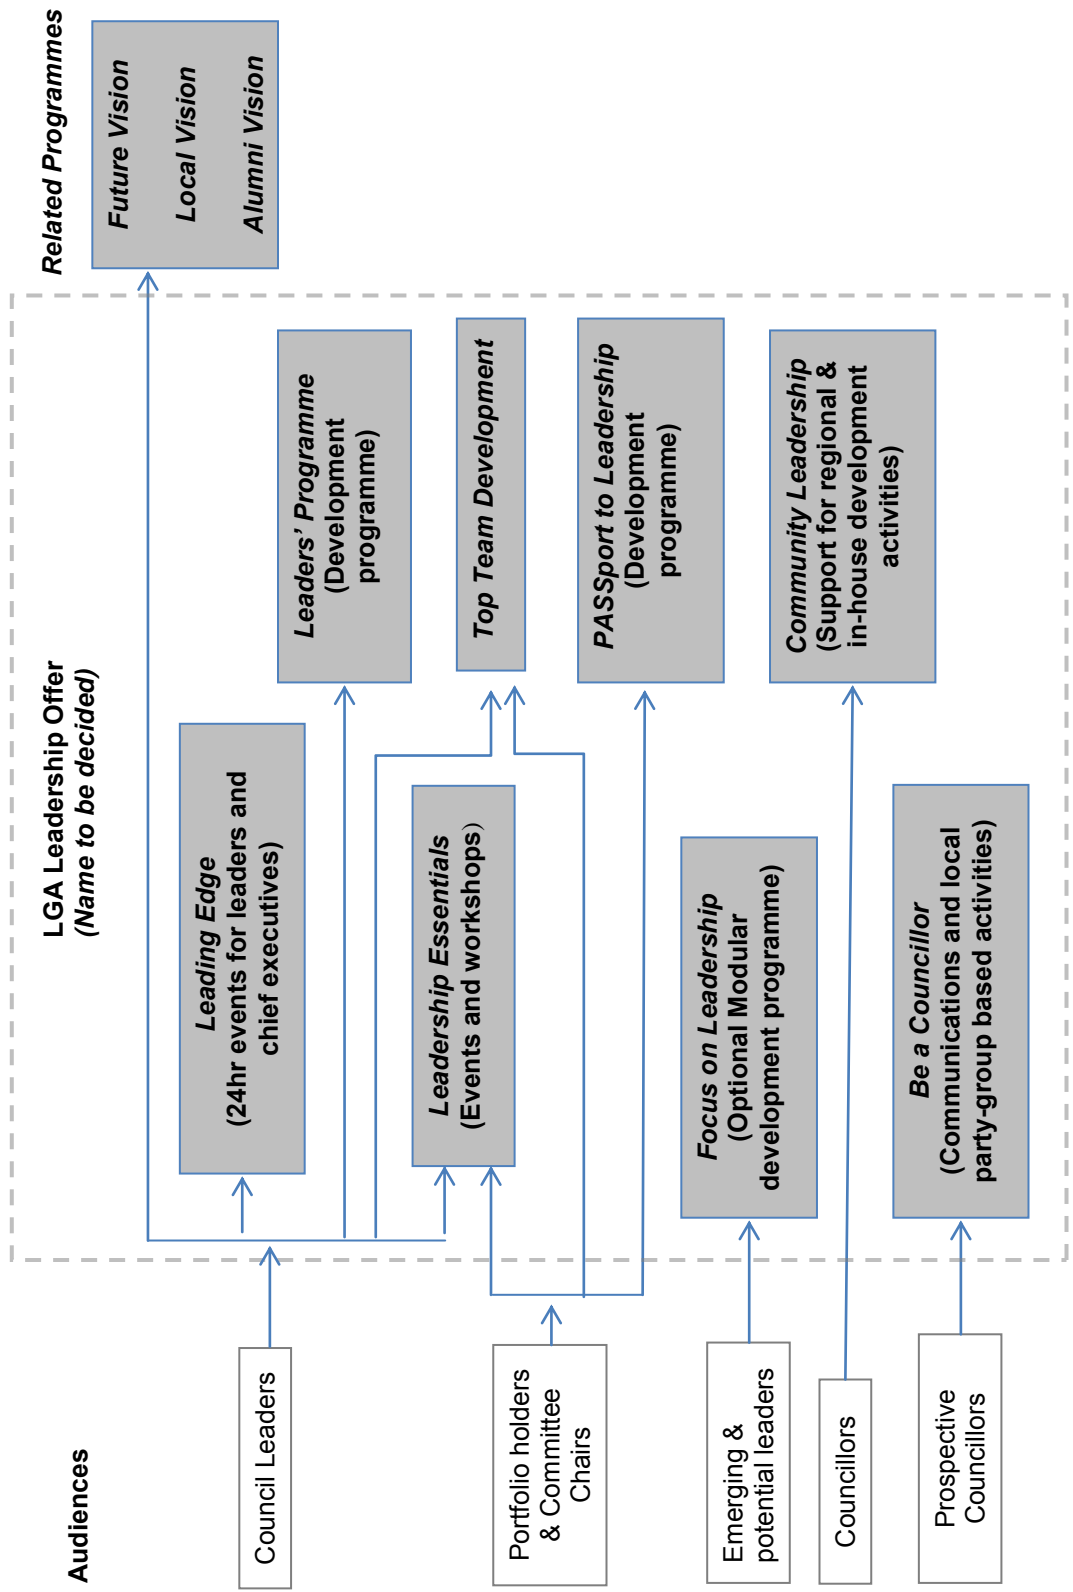 Audiences
LGA Leadership Offer
(Name to be decided)
Related Programmes
Council Leaders
Portfolio holders
& Committee
Chairs
Emerging &
potential leaders
Councillors
Prospective
Councillors
Leading Edge
(24hr events for leaders and
chief executives)
Leadership Essentials
(Events and workshops)
Focus on Leadership
(Optional Modular
development programme)
Be a Councillor
(Communications and local
party-group based activities)
Leaders’ Programme
(Development
programme)
Top Team Development
PASSport to Leadership
(Development
programme)
Community Leadership
(Support for regional &
in-house development
activities)
Future Vision
Local Vision
Alumni Vision